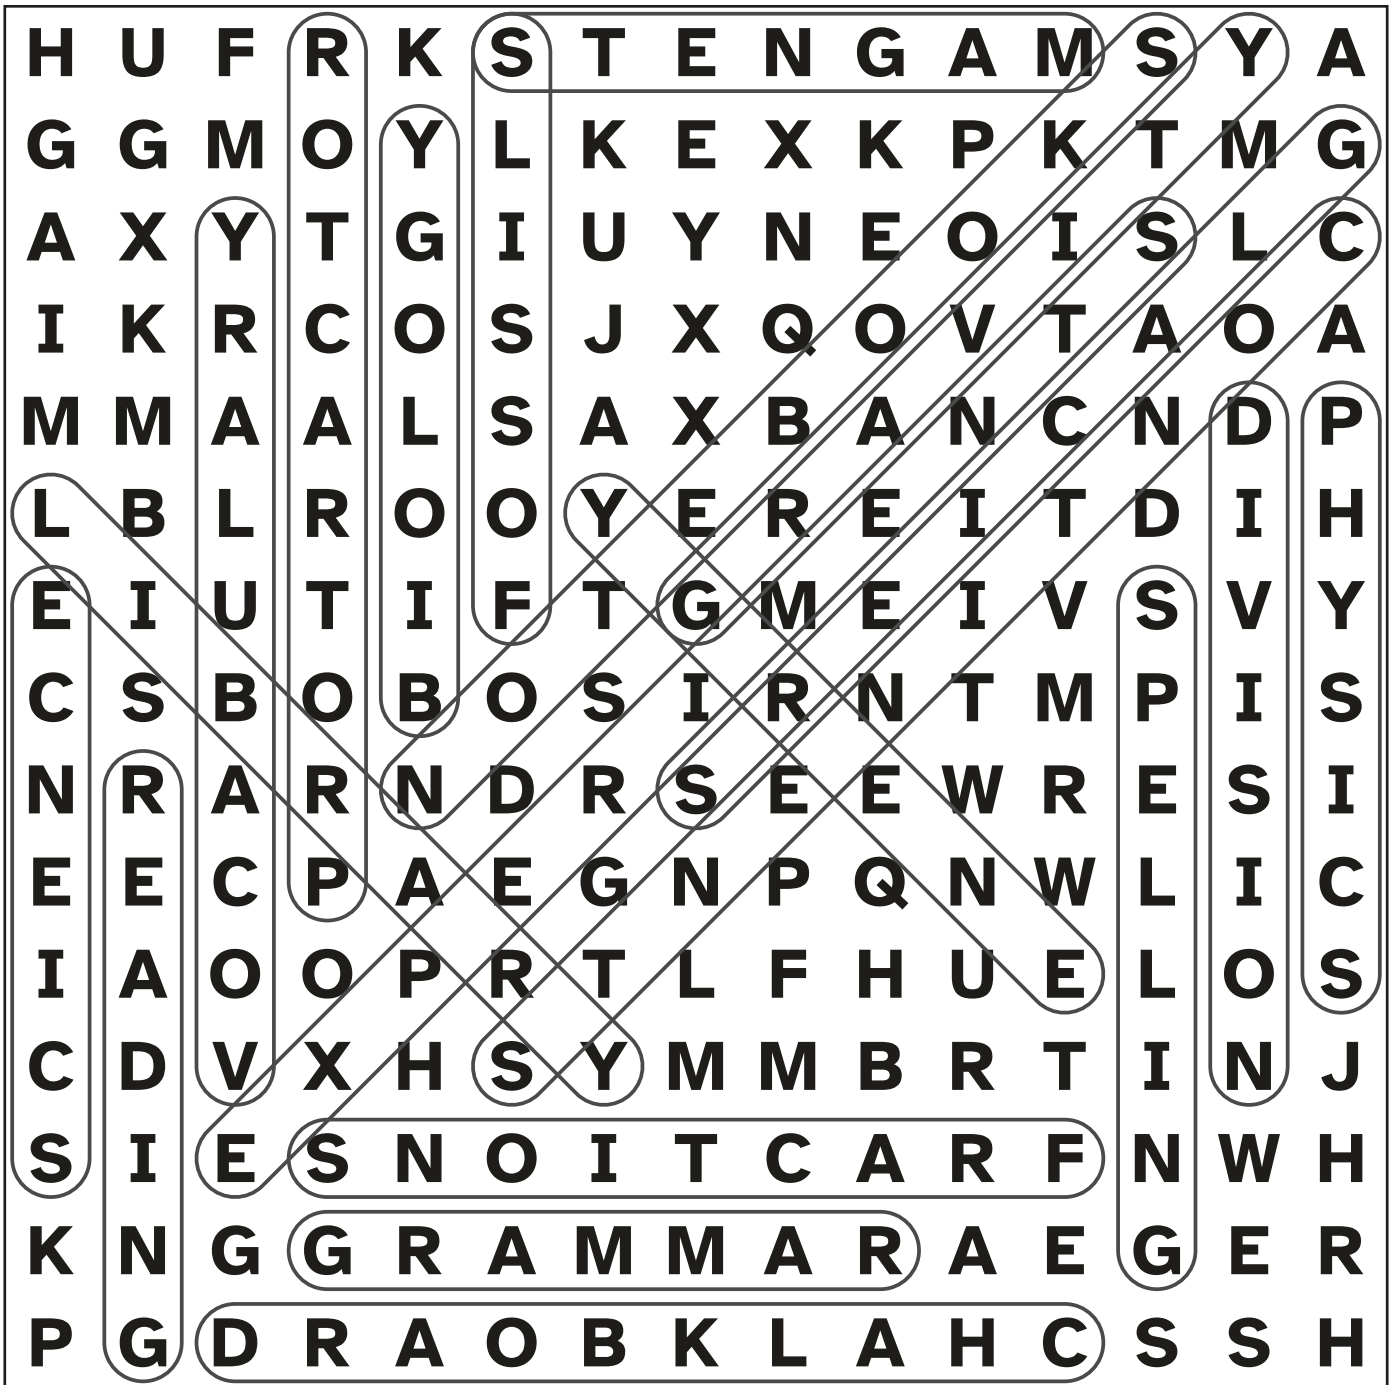 H U F R K S T E N G A M S Y A
G G M O Y L K E X K P K T M G
A X Y T G I U Y N E O I S L C
I K R C O S J X Q O V T A O A
M M A A L S A X B A N C N D P
L B L R O O Y E R E I T D I H
E I U T I F T G M E I V S V Y
C S B O B O S I R N T M P I S
N R A R N D R S E E W R E S I
E E C P A E G N P Q N W L I C
I A O O P R T L F H U E L O S
C D V X H S Y M M B R T I N J
S I E S N O I T C A R F N W H
K N G G R A M M A R A E G E R
P G D R A O B K L A H C S S H